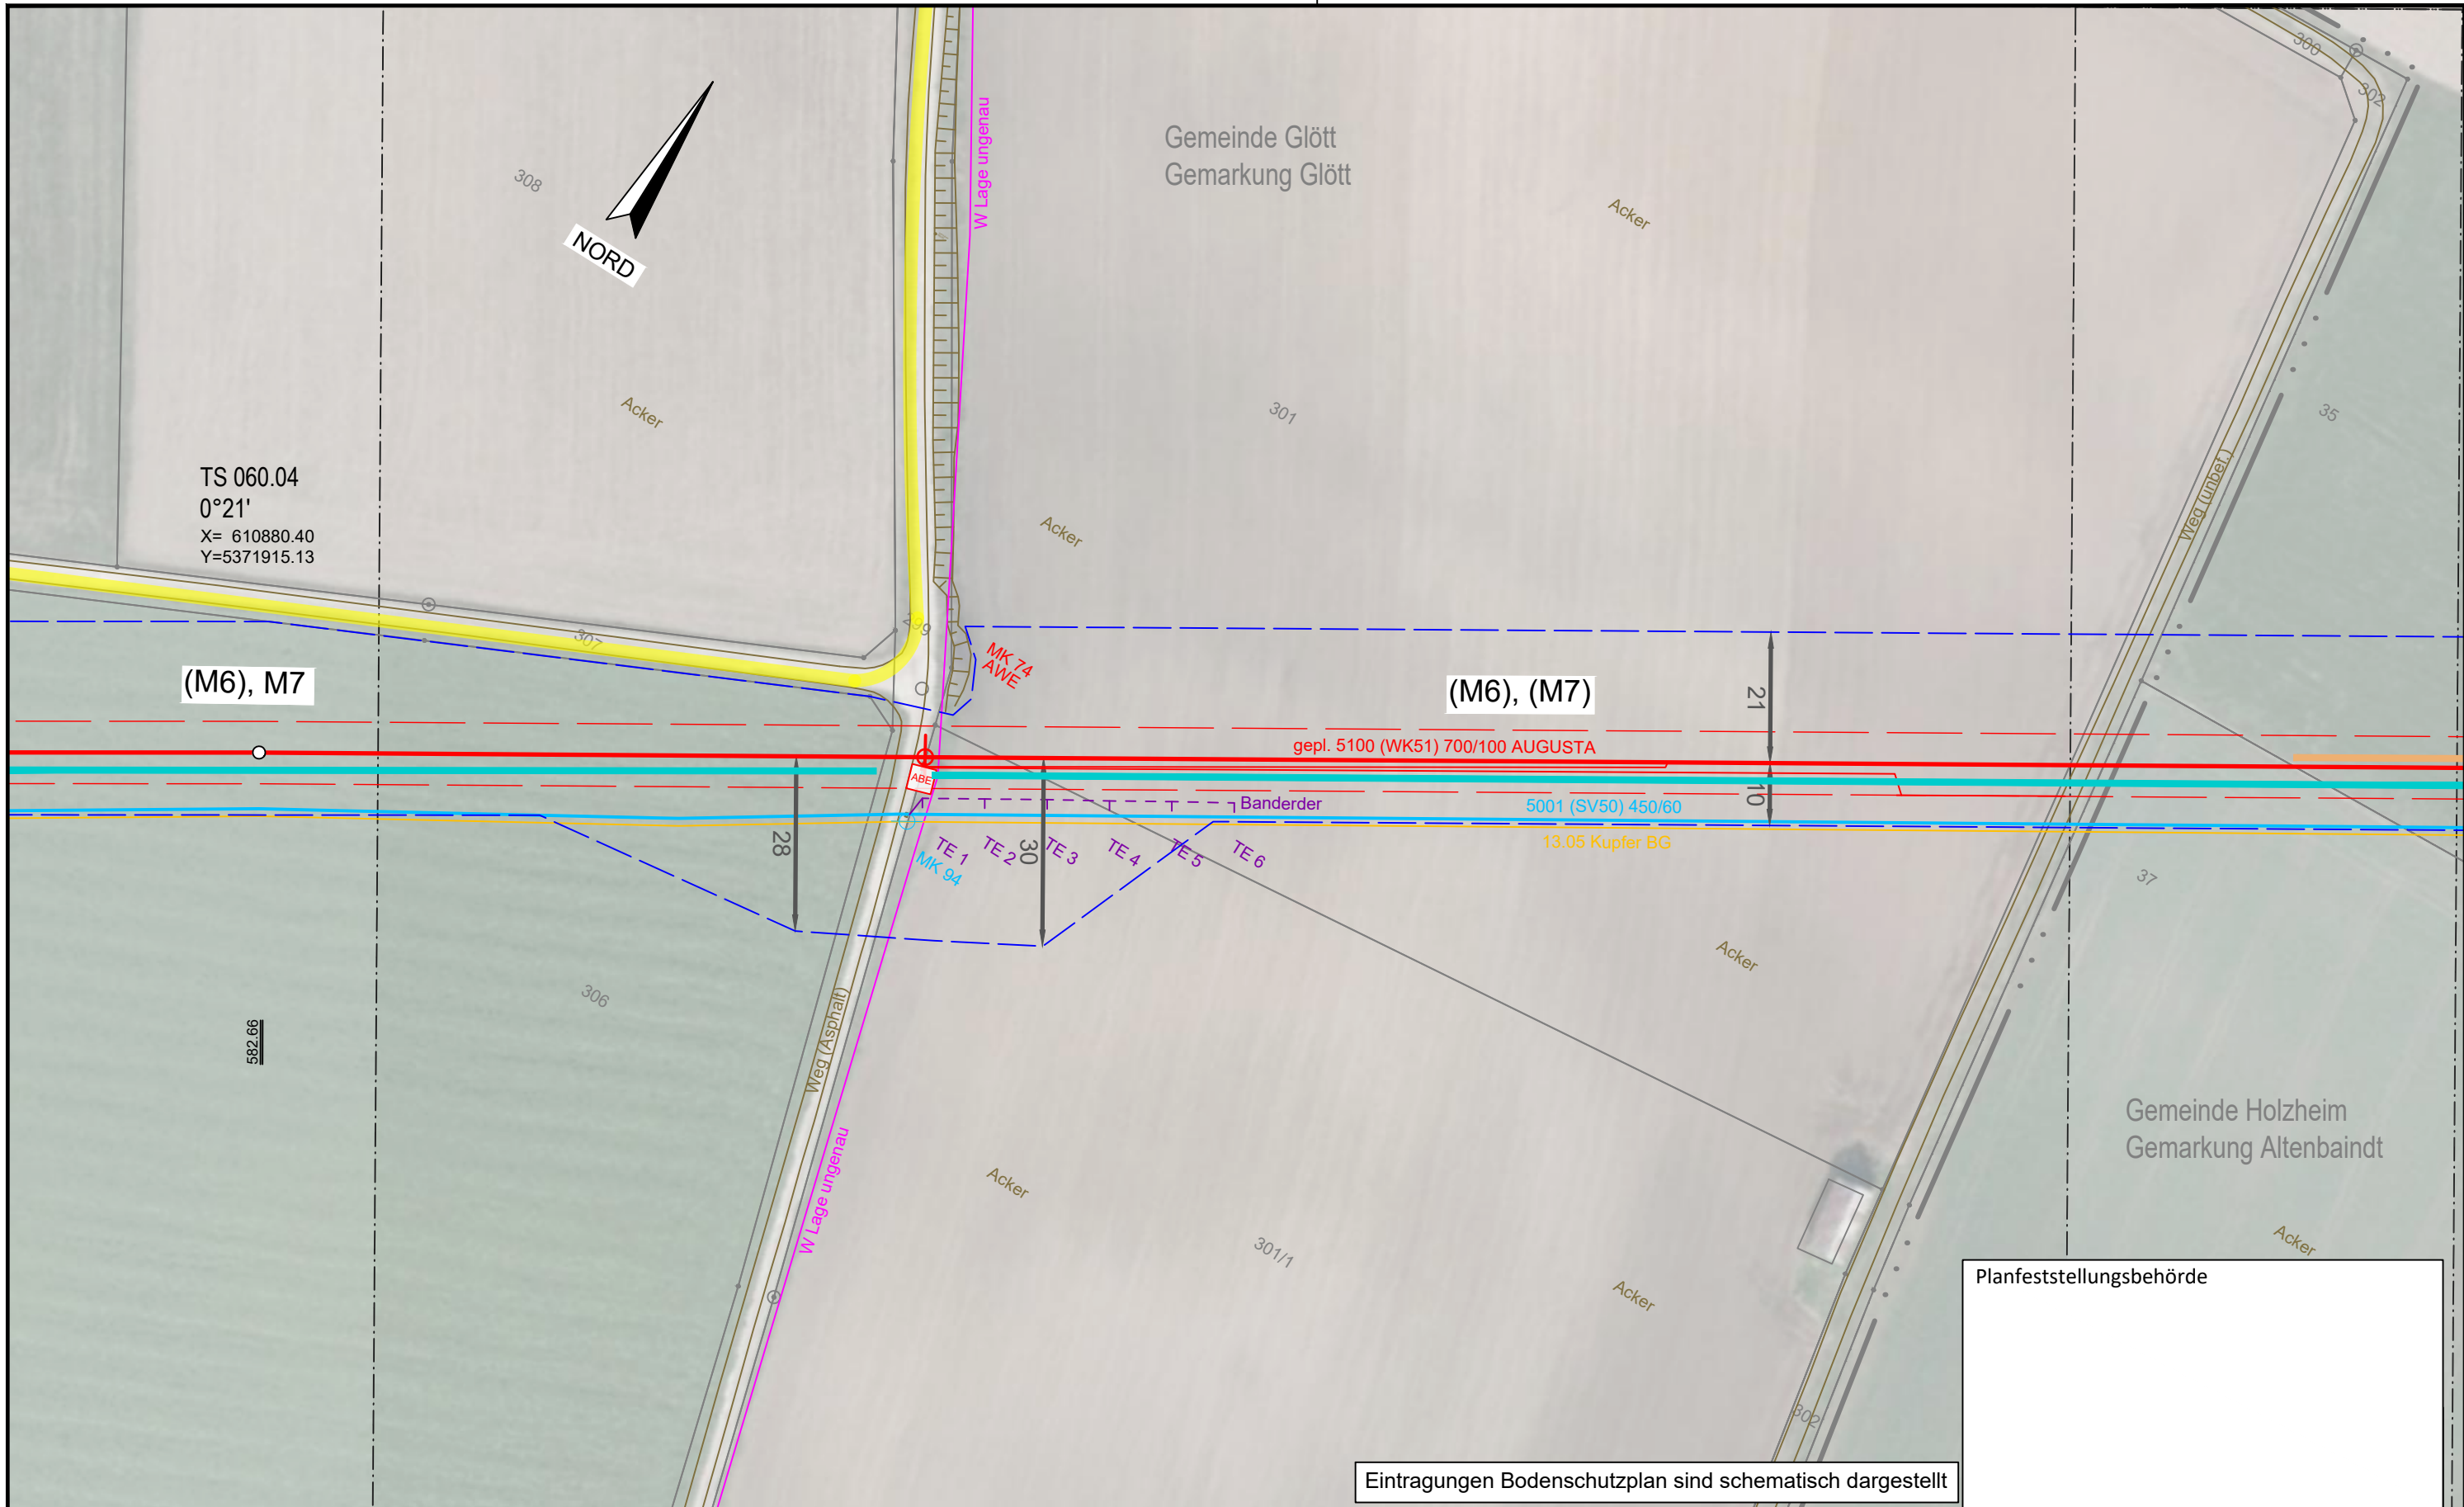 300
302
Gemeinde Glött
Gemarkung Glött
W Lage ungenau
308
NORD
Acker
Acker
301
35
Acker
Weg (unbef.)
TS 060.04
0°21'
X= 610880.40
Y=5371915.13
299
307
MK 74
AWE
(M6), M7
(M6), (M7)
21
gepl. 5100 (WK51) 700/100 AUGUSTA
ABE
10
Banderder
5001 (SV50) 450/60
28
30
13.05 Kupfer BG
TE 1
TE 2
TE 3
TE 4
TE 5
TE 6
MK 94
37
Acker
306
582.66
Weg (Asphalt)
Gemeinde Holzheim
Gemarkung Altenbaindt
W Lage ungenau
Acker
301/1
Acker
Acker
Planfeststellungsbehörde
302
Eintragungen Bodenschutzplan sind schematisch dargestellt